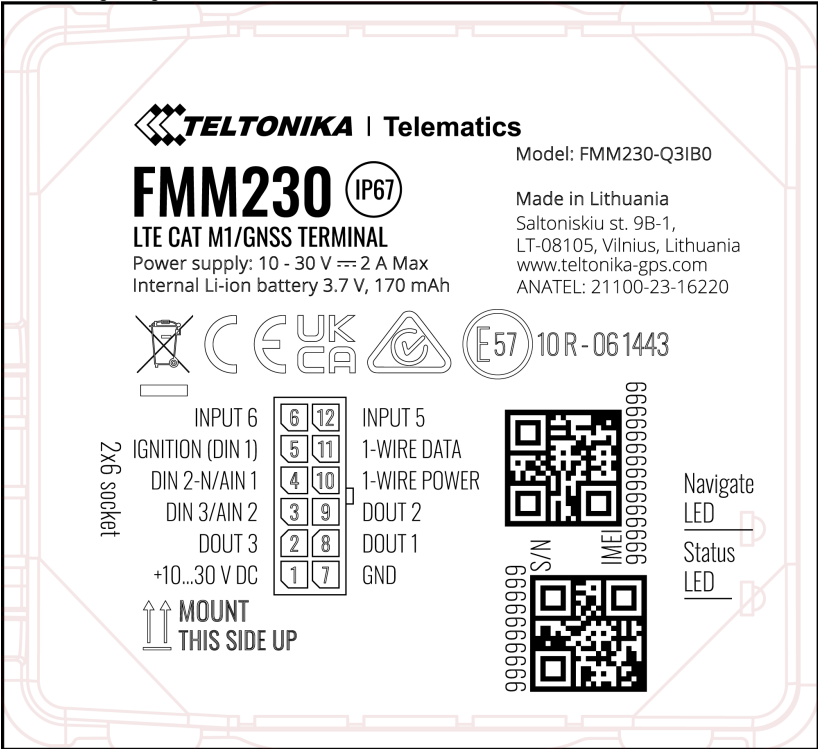 TELTONIKA | Telematics
FMM230 IP67
LTE CAT M1/GNSS TERMINAL
Power supply: 10 - 30 V ⎓ 2 A Max
Internal Li-ion battery 3.7 V, 170 mAh
Model: FMM230-Q3IB0
Made in Lithuania
Saltoniskiu st. 9B-1,
LT-08105, Vilnius, Lithuania
www.teltonika-gps.com
ANATEL: 21100-23-16220
CE UK CA E57 10R-061443
2x6 socket
INPUT 6 6 12 INPUT 5
IGNITION (DIN 1) 5 11 1-WIRE DATA
DIN 2-N/AIN 1 4 10 1-WIRE POWER
DIN 3/AIN 2 3 9 DOUT 2
DOUT 3 2 8 DOUT 1
+10...30 V DC 1 7 GND
MOUNT
THIS SIDE UP
IMEI
S/N
Navigate
LED
Status
LED